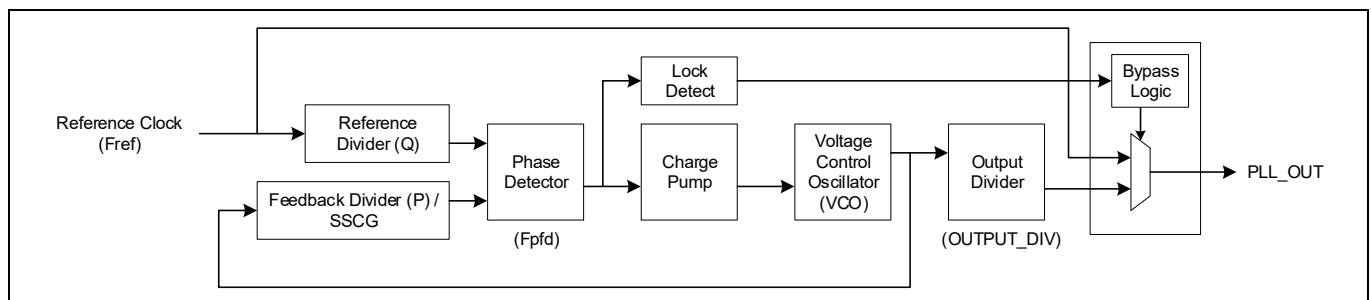 Reference Clock
(Fref)
Reference
Divider (Q)
Feedback Divider (P) /
SSCG
Phase
Detector
(Fpfd)
Lock
Detect
Charge
Pump
Voltage
Control
Oscillator
(VCO)
Output
Divider
(OUTPUT_DIV)
Bypass
Logic
PLL_OUT